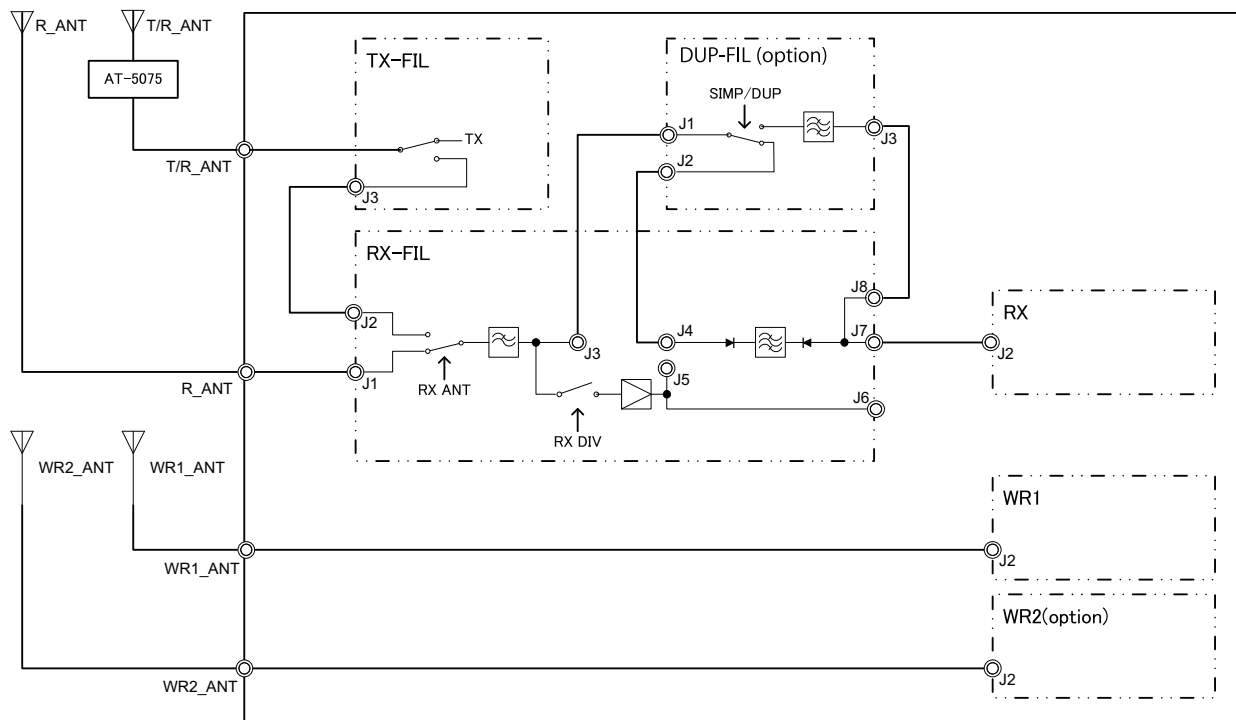 R_ANT
T/R_ANT
AT-5075
TX-FIL
TX
T/R_ANT
J3
DUP-FIL (option)
SIMP/DUP
J1
J2
J3
RX-FIL
J2
J1
RX ANT
R_ANT
J3
RX DIV
J4
J5
J6
J8
J7
RX
J2
WR2_ANT
WR1_ANT
WR1_ANT
WR1
J2
WR2_ANT
WR2(option)
J2